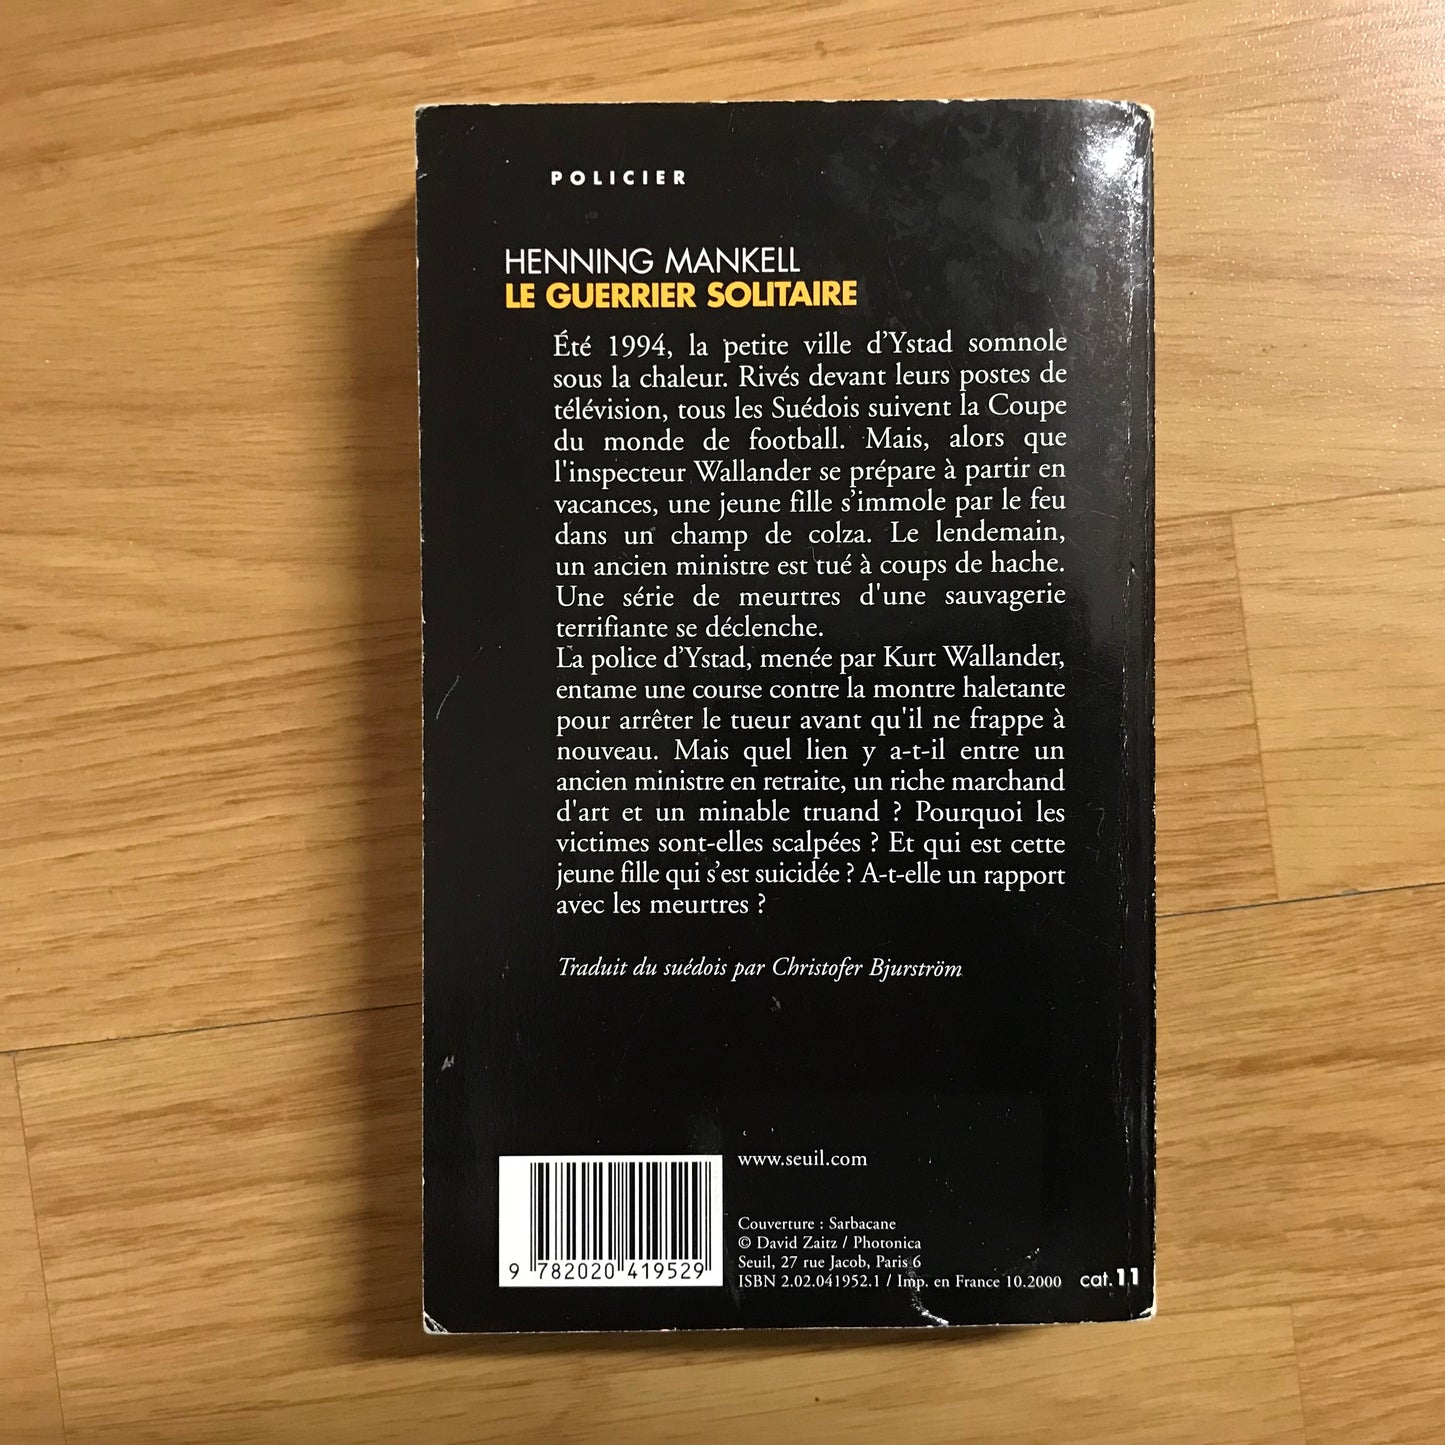 POLICIER
HENNING MANKELL
LE GUERRIER SOLITAIRE
Été 1994, la petite ville d’Ystad somnole
sous la chaleur. Rivés devant leurs postes de
télévision, tous les Suédois suivent la Coupe
du monde de football. Mais, alors que
l'inspecteur Wallander se prépare à partir en
vacances, une jeune fille s’immole par le feu
dans un champ de colza. Le lendemain,
un ancien ministre est tué à coups de hache.
Une série de meurtres d'une sauvagerie
terrifiante se déclenche.
La police d’Ystad, menée par Kurt Wallander,
entame une course contre la montre haletante
pour arrêter le tueur avant qu'il ne frappe à
nouveau. Mais quel lien y a-t-il entre un
ancien ministre en retraite, un riche marchand
d'art et un minable truand ? Pourquoi les
victimes sont-elles scalpées ? Et qui est cette
jeune fille qui s’est suicidée ? A-t-elle un rapport
avec les meurtres ?
Traduit du suédois par Christofer Bjurström
www.seuil.com
Couverture : Sarbacane
© David Zaitz / Photonica
Seuil, 27 rue Jacob, Paris 6
ISBN 2.02.041952.1 / Imp. en France 10.2000 cat.11
9 782020 419529